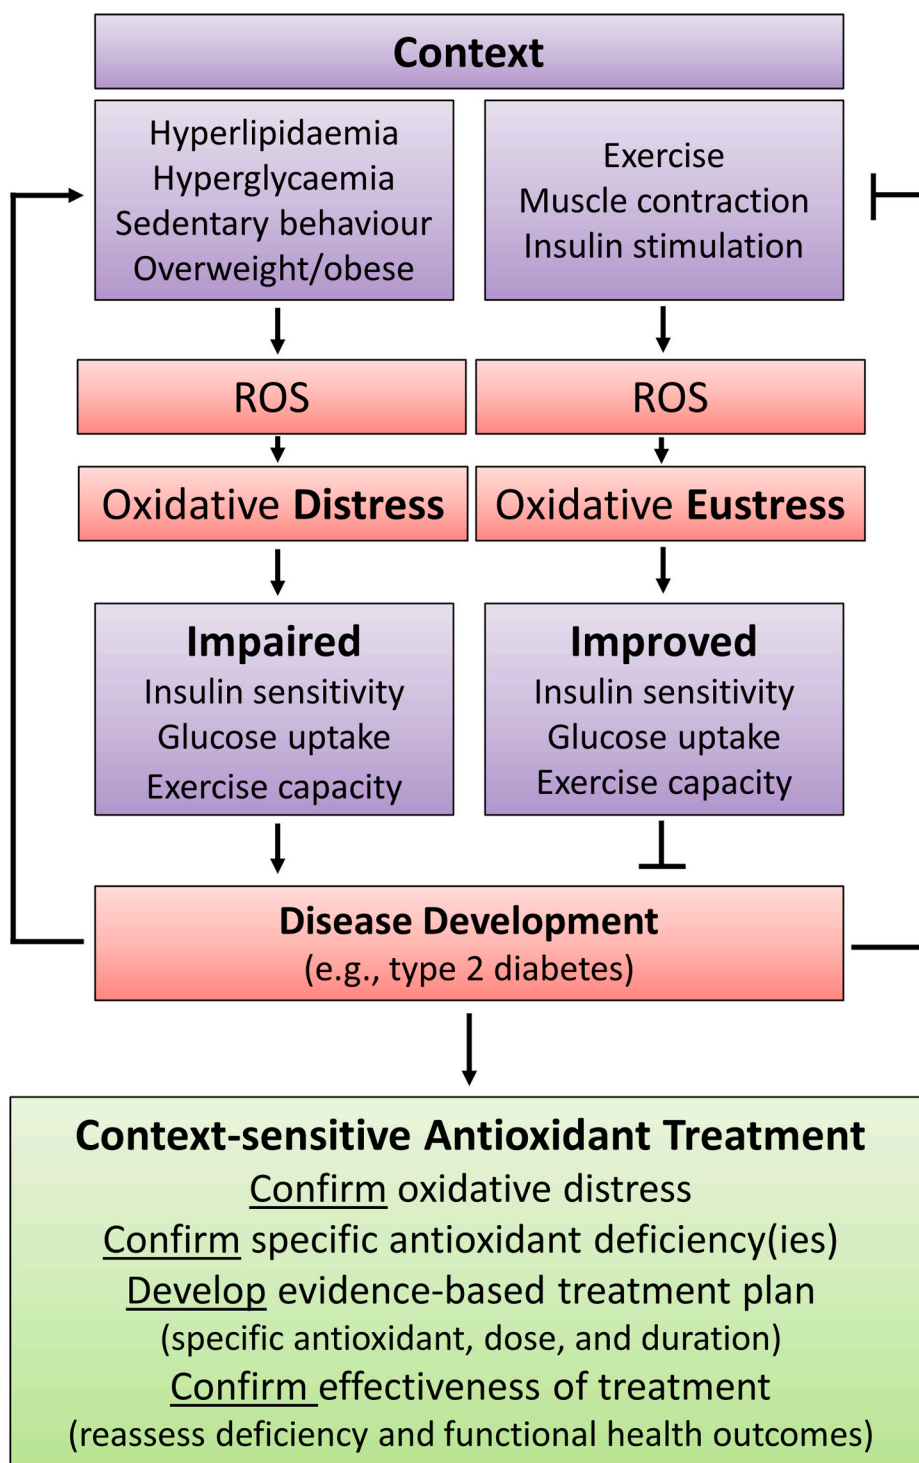 Context
Hyperlipidaemia
Hyperglycaemia
Sedentary behaviour
Overweight/obese
Exercise
Muscle contraction
Insulin stimulation
ROS
ROS
Oxidative Distress
Oxidative Eustress
Impaired
Insulin sensitivity
Glucose uptake
Exercise capacity
Improved
Insulin sensitivity
Glucose uptake
Exercise capacity
Disease Development
(e.g., type 2 diabetes)
Context-sensitive Antioxidant Treatment
Confirm oxidative distress
Confirm specific antioxidant deficiency(ies)
Develop evidence-based treatment plan
(specific antioxidant, dose, and duration)
Confirm effectiveness of treatment
(reassess deficiency and functional health outcomes)